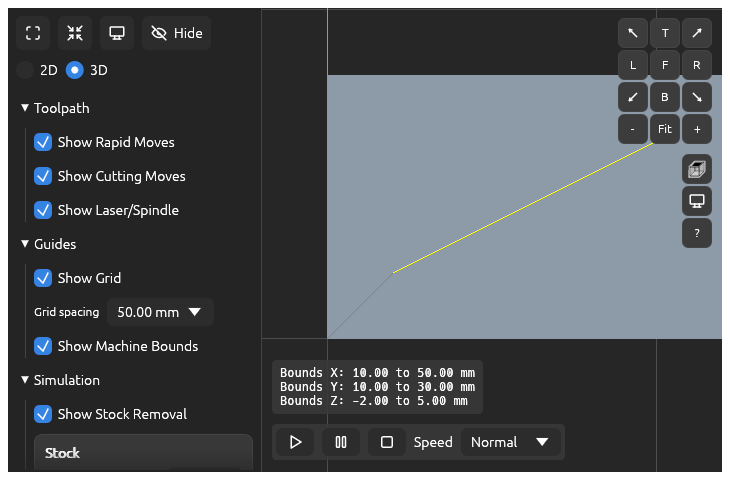 Hide
2D 3D
Toolpath
Show Rapid Moves
Show Cutting Moves
Show Laser/Spindle
Guides
Show Grid
Grid spacing 50.00 mm
Show Machine Bounds
Simulation
Show Stock Removal
Stock
T
L F R
B
- Fit +
?
Bounds X: 10.00 to 50.00 mm
Bounds Y: 10.00 to 30.00 mm
Bounds Z: -2.00 to 5.00 mm
Speed Normal